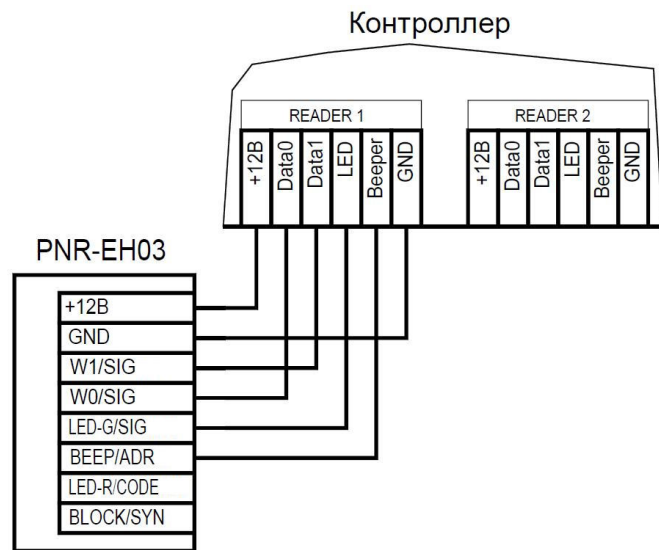 Контроллер
READER 1
READER 2
+12В
Data0
Data1
LED
Beeper
GND
+12В
Data0
Data1
LED
Beeper
GND
PNR-EH03
+12В
GND
W1/SIG
W0/SIG
LED-G/SIG
BEEP/ADR
LED-R/CODE
BLOCK/SYN